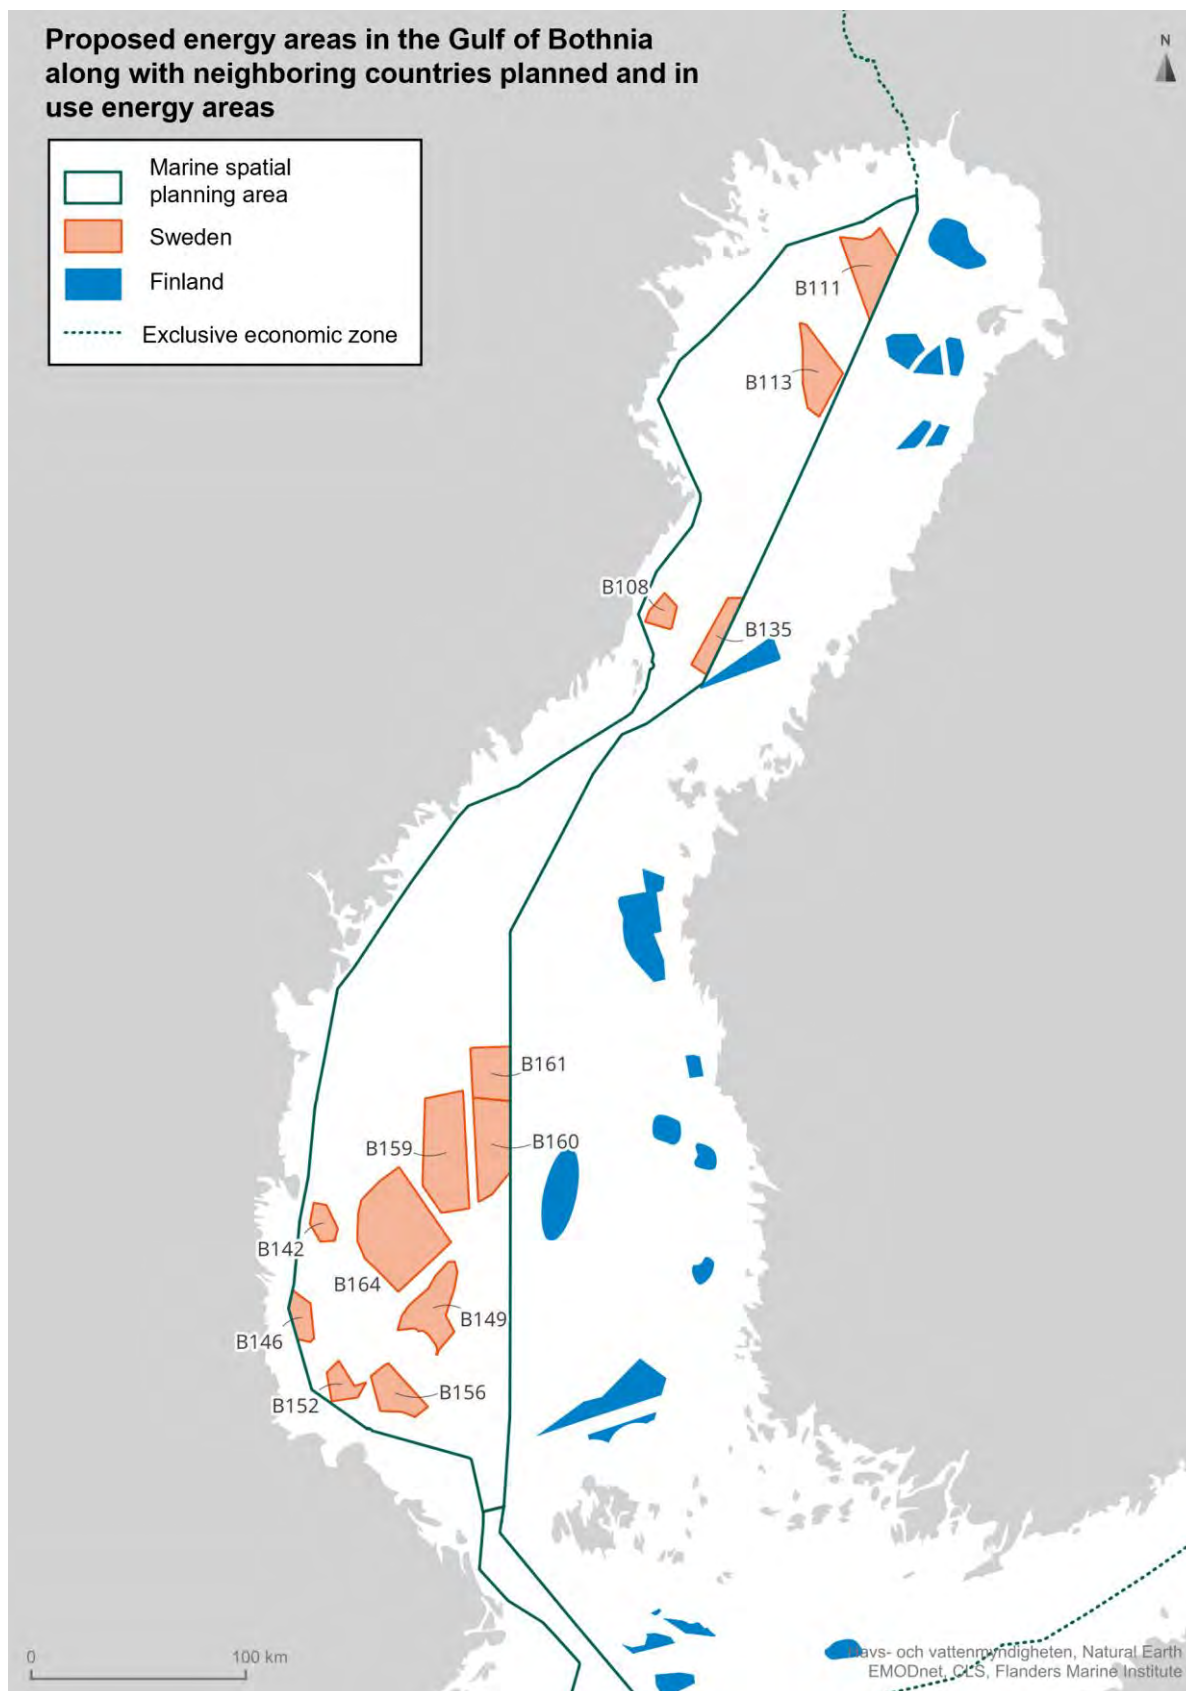 Proposed energy areas in the Gulf of Bothnia
along with neighboring countries planned and in
use energy areas
N
Marine spatial
planning area
Sweden
Finland
Exclusive economic zone
B111
B113
B108
B135
B161
B159
B160
B142
B164
B149
B146
B152
B156
0
100 km
Havs- och vattenmyndigheten, Natural Earth
EMODnet, CLS, Flanders Marine Institute